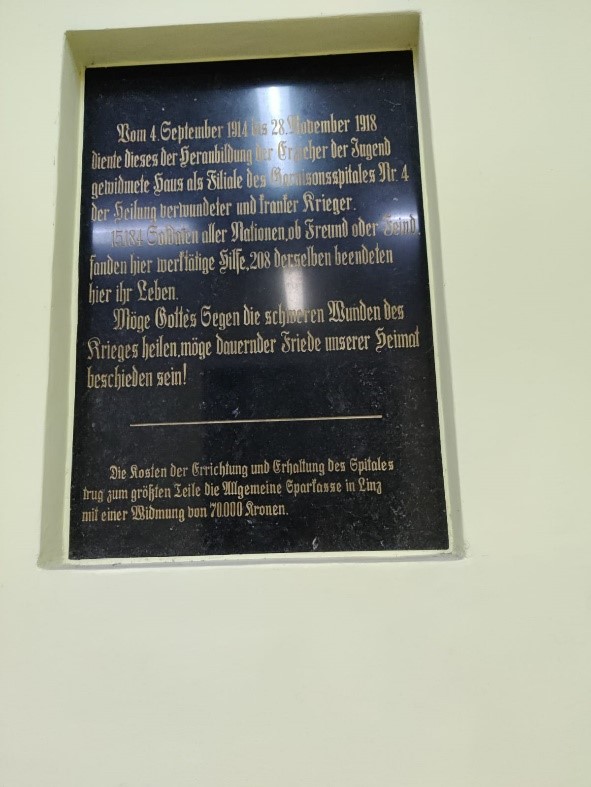 Vom 4. September 1914 bis 28. November 1918
diente dieses der Heranbildung der Erzieher der Jugend
gewidmete Haus als Filiale des Garnisonsspitales Nr. 4
der Heilung verwundeter und kranker Krieger.
15.184 Soldaten aller Nationen, ob Freund oder Feind,
fanden hier werktätige Hilfe, 208 derselben beendeten
hier ihr Leben.
Möge Gotte's Segen die schweren Wunden des
Krieges heilen, möge dauernder Friede unserer Heimat
beschieden sein!
Die Kosten der Errichtung und Erhaltung des Spitales
trug zum größten Teile die Allgemeine Sparkasse in Linz
mit einer Widmung von 70.000 Kronen.